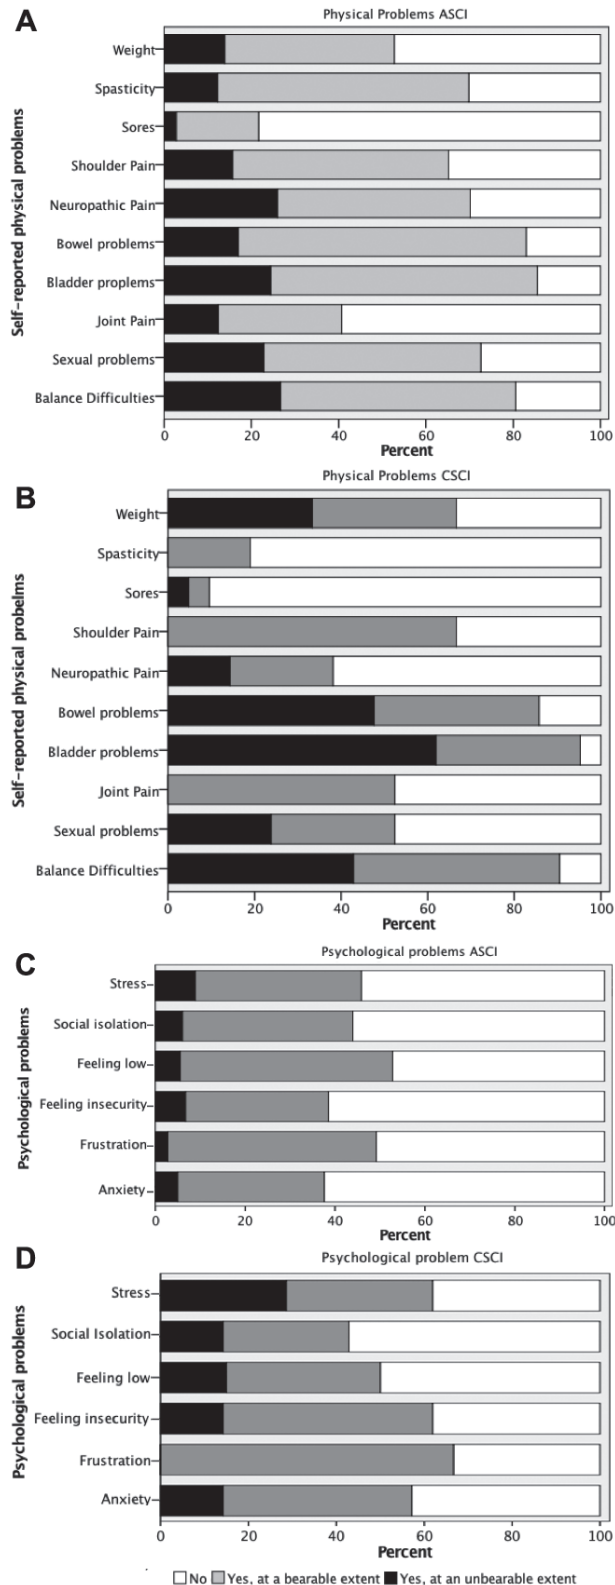 A
Physical Problems ASCI
Self-reported physical problems
Weight
Spasticity
Sores
Shoulder Pain
Neuropathic Pain
Bowel problems
Bladder proplems
Joint Pain
Sexual problems
Balance Difficulties
0 20 40 60 80 100
Percent
B
Physical Problems CSCI
Self-reported physical probelms
Weight
Spasticity
Sores
Shoulder Pain
Neuropathic Pain
Bowel problems
Bladder problems
Joint Pain
Sexual problems
Balance Difficulties
0 20 40 60 80 100
Percent
C
Psychological problems ASCI
Psychological problems
Stress
Social isolation
Feeling low
Feeling insecurity
Frustration
Anxiety
0 20 40 60 80 100
Percent
D
Psychological problem CSCI
Psychological problems
Stress
Social Isolation
Feeling low
Feeling insecurity
Frustration
Anxiety
0 20 40 60 80 100
Percent
No Yes, at a bearable extent Yes, at an unbearable extent